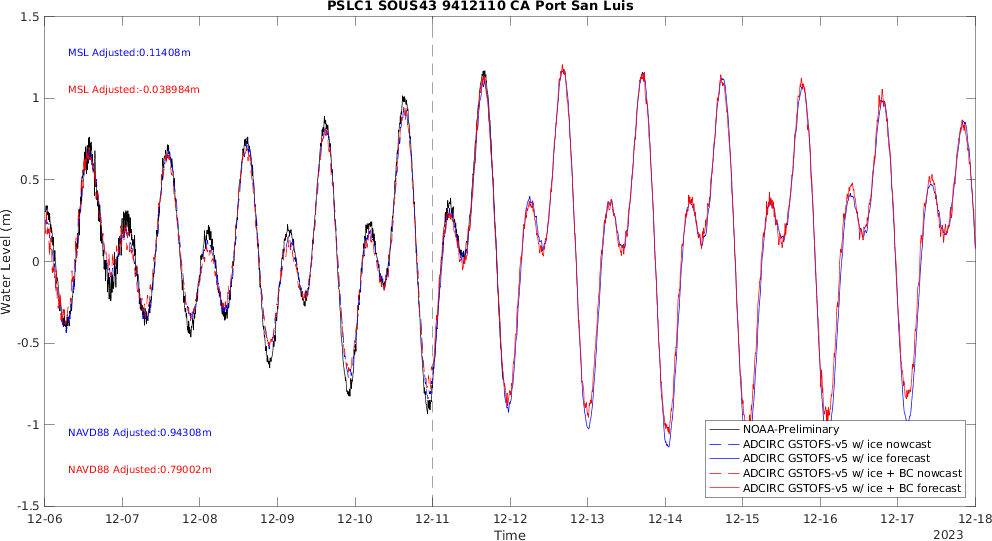 PSLC1 SOUS43 9412110 CA Port San Luis
MSL Adjusted:0.11408m
MSL Adjusted:-0.038984m
NAVD88 Adjusted:0.94308m
NAVD88 Adjusted:0.79002m
Water Level (m)
1.5
1
0.5
0
-0.5
-1
-1.5
NOAA-Preliminary
ADCIRC GSTOFS-v5 w/ ice nowcast
ADCIRC GSTOFS-v5 w/ ice forecast
ADCIRC GSTOFS-v5 w/ ice + BC nowcast
ADCIRC GSTOFS-v5 w/ ice + BC forecast
12-06 12-07 12-08 12-09 12-10 12-11 12-12 12-13 12-14 12-15 12-16 12-17 12-18
Time
2023